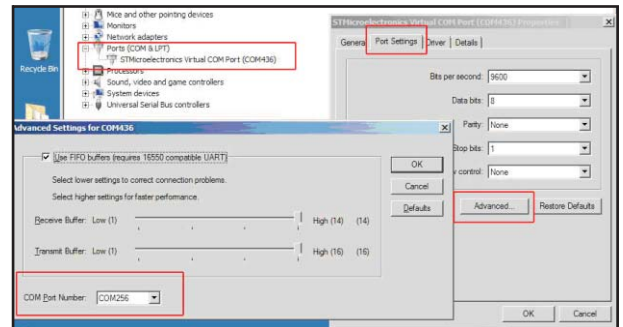 Mice and other pointing devices
Monitors
Network adapters
Ports (COM & LPT)
STMicroelectronics Virtual COM Port (COM436)
Processors
Sound, video and game controllers
System devices
Universal Serial Bus controllers
Recycle Bin
STMicroelectronics Virtual COM Port (COM436) Properties
General
Port Settings
Driver
Details
Bits per second: 9600
Data bits: 8
Parity: None
Stop bits: 1
control: None
Advanced...
Restore Defaults
OK
Cancel
Advanced Settings for COM436
Use FIFO buffers (requires 16550 compatible UART)
Select lower settings to correct connection problems.
Select higher settings for faster performance.
Receive Buffer: Low (1) High (14) (14)
Transmit Buffer: Low (1) High (16) (16)
COM Port Number: COM256
OK
Cancel
Defaults